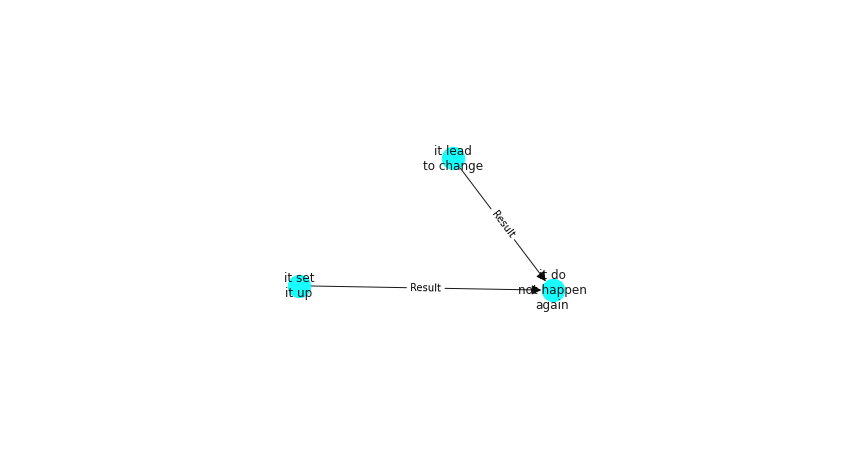 it lead
to change
Result
it set
it up
Result
it do
not happen
again